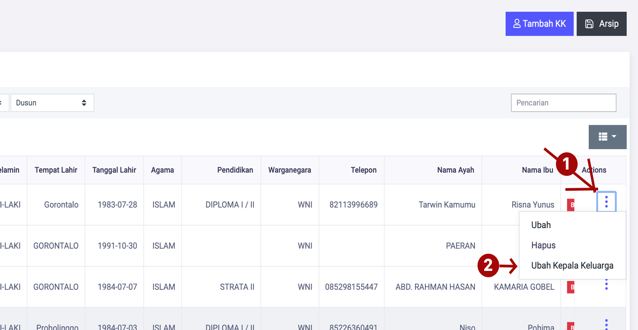 Tambah KK Arsip
Dusun Pencarian
elamin Tempat Lahir Tanggal Lahir Agama Pendidikan Warganegara Telepon Nama Ayah Nama Ibu Actions
1
I-LAKI Gorontalo 1983-07-28 ISLAM DIPLOMA I / II WNI 82113996689 Tarwin Kamumu Risna Yunus
Ubah
I-LAKI GORONTALO 1991-10-30 ISLAM WNI PAERAN Hapus
2 Ubah Kepala Keluarga
I-LAKI GORONTALO 1984-07-07 ISLAM STRATA II WNI 085298155447 ABD. RAHMAN HASAN KAMARIA GOBEL
I-LAKI Probolinggo 1984-07-03 ISLAM DIPLOMA I / II WNI 85226360491 Niso Pohima